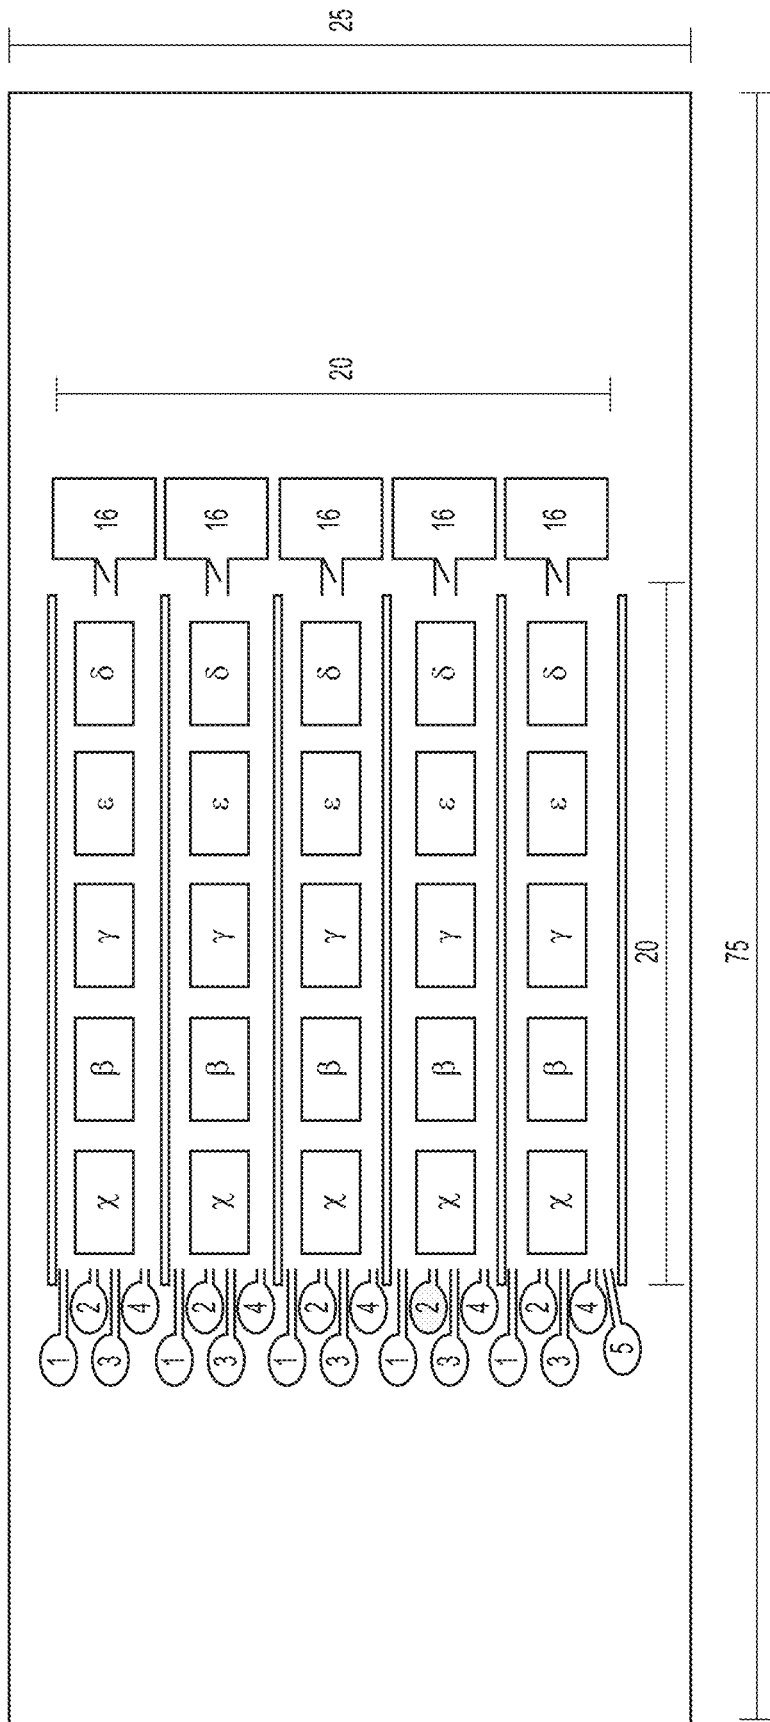 25
20
16 16 16 16 16
δ δ δ δ δ
ε ε ε ε ε
γ γ γ γ γ
20
75
β β β β β
χ χ χ χ χ
2 4 2 4 2 4 2 4 2 4
1 3 1 3 1 3 1 3 1 3 5